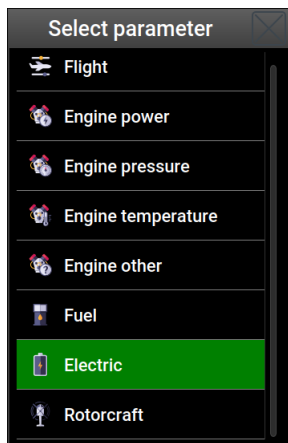 Select parameter
Flight
Engine power
Engine pressure
Engine temperature
Engine other
Fuel
Electric
Rotorcraft